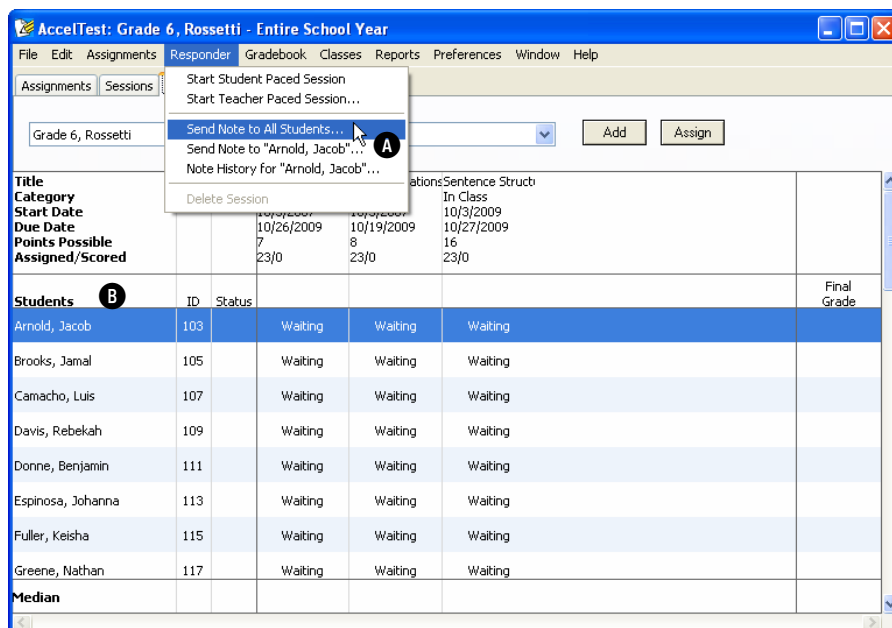 AccelTest: Grade 6, Rossetti - Entire School Year
File Edit Assignments Responder Gradebook Classes Reports Preferences Window Help
Assignments Sessions
Start Student Paced Session
Start Teacher Paced Session...
Send Note to All Students...
Send Note to "Arnold, Jacob"...
Note History for "Arnold, Jacob"...
Delete Session
A
Grade 6, Rossetti
Add Assign
Title Sentence Struct
Category In Class
Start Date 10/3/2009
Due Date 10/26/2009 10/19/2009 10/27/2009
Points Possible 7 8 16
Assigned/Scored 23/0 23/0 23/0
Students B ID Status Final Grade
Arnold, Jacob 103 Waiting Waiting Waiting
Brooks, Jamal 105 Waiting Waiting Waiting
Camacho, Luis 107 Waiting Waiting Waiting
Davis, Rebekah 109 Waiting Waiting Waiting
Donne, Benjamin 111 Waiting Waiting Waiting
Espinosa, Johanna 113 Waiting Waiting Waiting
Fuller, Keisha 115 Waiting Waiting Waiting
Greene, Nathan 117 Waiting Waiting Waiting
Median